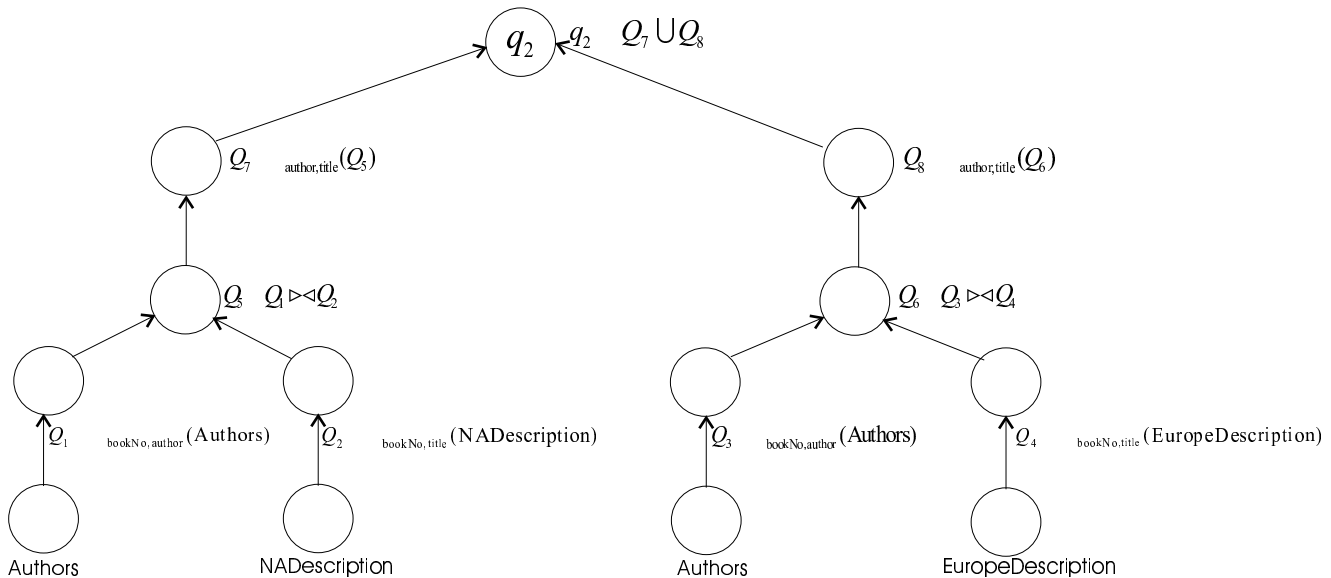 q₂ q₂ Q₇ ∪ Q₈
Q₇ author,title(Q₅)
Q₈ author,title(Q₆)
Q₅ Q₁ ⋈ Q₂
Q₆ Q₃ ⋈ Q₄
Q₁ bookNo,author(Authors)
Q₂ bookNo,title(NADescription)
Q₃ bookNo,author(Authors)
Q₄ bookNo,title(EuropeDescription)
Authors
NADescription
Authors
EuropeDescription